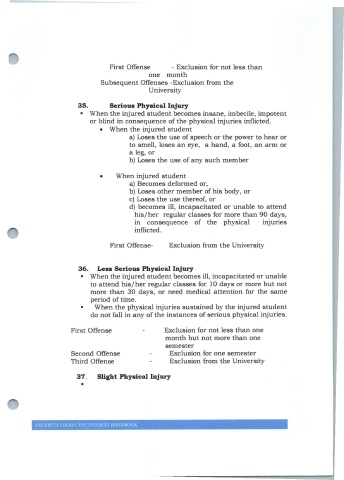 First Offense - Exclusion for not less than
one month
Subsequent Offenses -Exclusion from the
University
35. Serious Physical Injury
• When the injured student becomes insane, imbecile, impotent
or blind in consequence of the physical injuries inflicted.
• When the injured student
a) Loses the use of speech or the power to hear or
to smell, loses an eye, a hand, a foot, an arm or
a leg, or
b) Loses the use of any such member
• When injured student
a) Becomes deformed or,
b) Loses other member of his body, or
c) Loses the use thereof, or
d) becomes ill, incapacitated or unable to attend
his/her regular classes for more than 90 days,
in consequence of the physical injuries
inflicted.
First Offense- Exclusion from the University
36. Less Serious Physical Injury
• When the injured student becomes ill, incapacitated or unable
to attend his/her regular classes for 10 days or more but not
more than 30 days, or need medical attention for the same
period of time.
• When the physical injuries sustained by the injured student
do not fall in any of the instances of serious physical injuries.
First Offense - Exclusion for not less than one
month but not more than one
semester
Second Offense - Exclusion for one semester
Third Offense - Exclusion from the University
37. Slight Physical Injury
•
STUDENT HANDBOOK